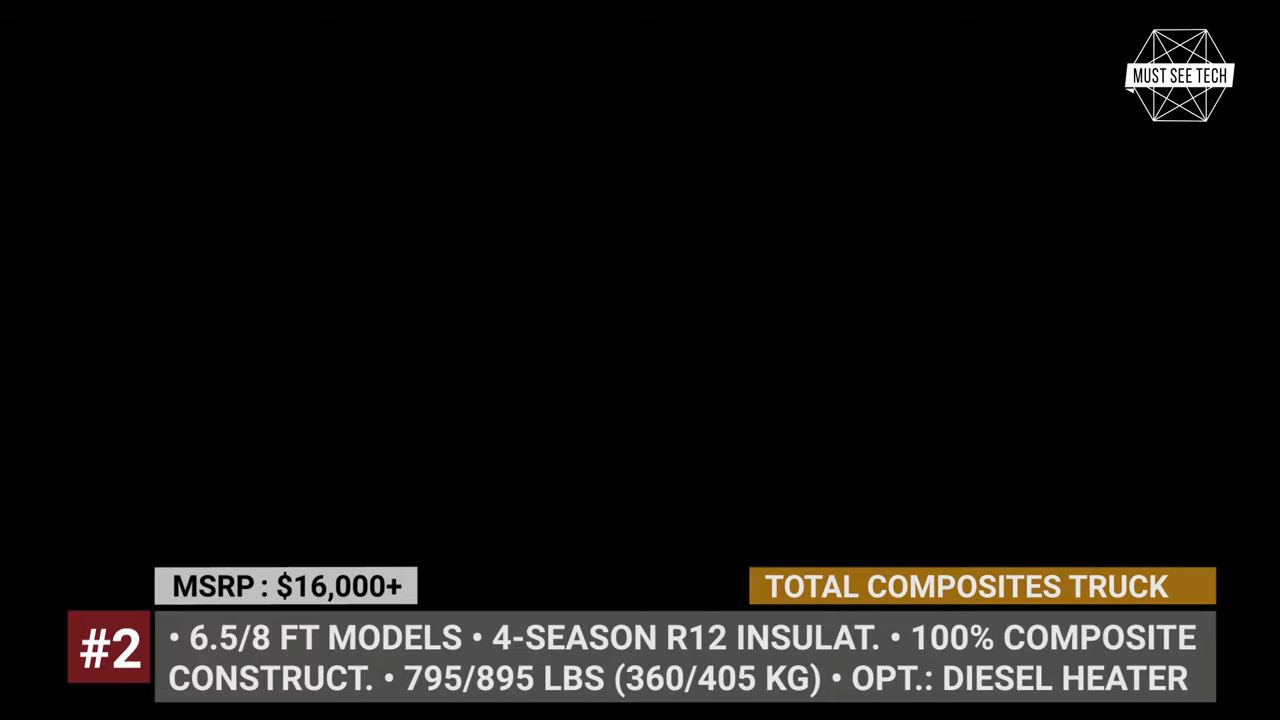 MUST SEE TECH
MSRP : $16,000+
TOTAL COMPOSITES TRUCK
#2
• 6.5/8 FT MODELS • 4-SEASON R12 INSULAT. • 100% COMPOSITE
CONSTRUCT. • 795/895 LBS (360/405 KG) • OPT.: DIESEL HEATER